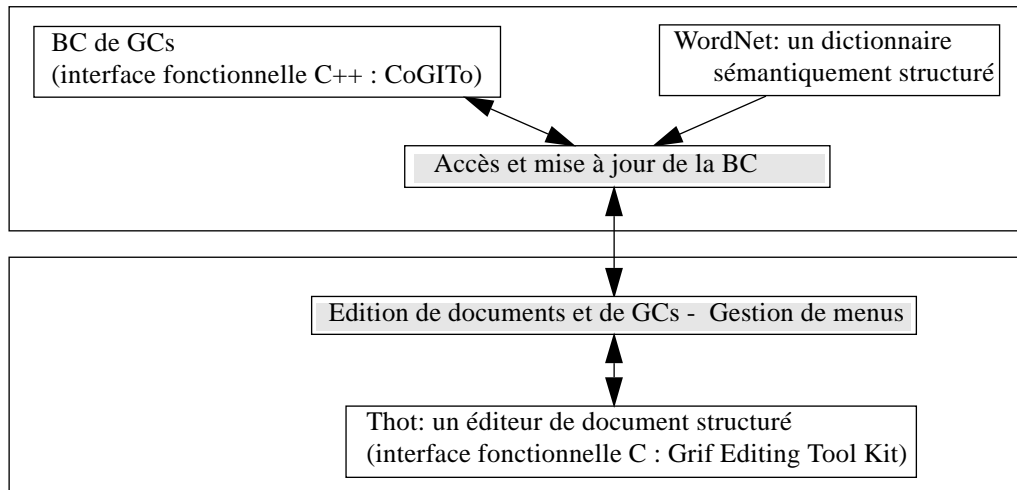 BC de GCs
(interface fonctionnelle C++ : CoGITo)
WordNet: un dictionnaire
sémantiquement structuré
Accès et mise à jour de la BC
Edition de documents et de GCs - Gestion de menus
Thot: un éditeur de document structuré
(interface fonctionnelle C : Grif Editing Tool Kit)